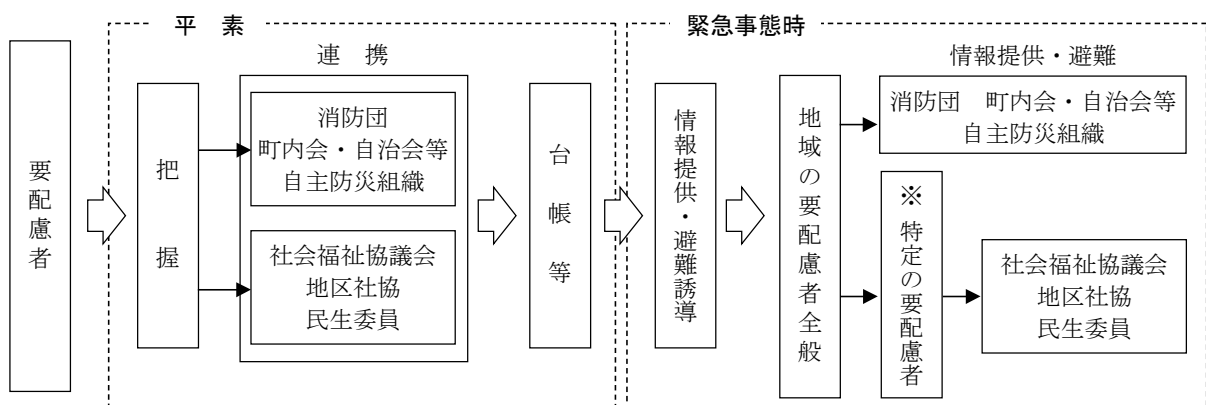 平　素
緊急事態時
要配慮者
把　握
連　携
消防団
町内会・自治会等
自主防災組織
社会福祉協議会
地区社協
民生委員
台　帳　等
情報提供・避難誘導
地域の要配慮者全般
情報提供・避難
消防団　町内会・自治会等
自主防災組織
※特定の要配慮者
社会福祉協議会
地区社協
民生委員